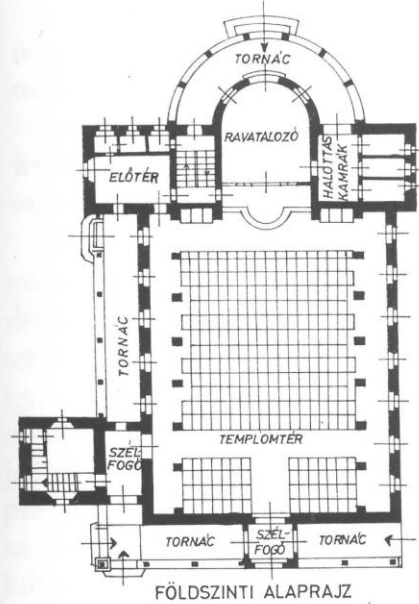 TORNÁC
RAVATALOZÓ
ELŐTÉR
HALOTTAS
KAMRÁK
TORNÁC
TEMPLOMTÉR
SZÉL
FOGÓ
TORNÁC
SZÉL-
FOGÓ
TORNÁC
FÖLDSZINTI ALAPRAJZ